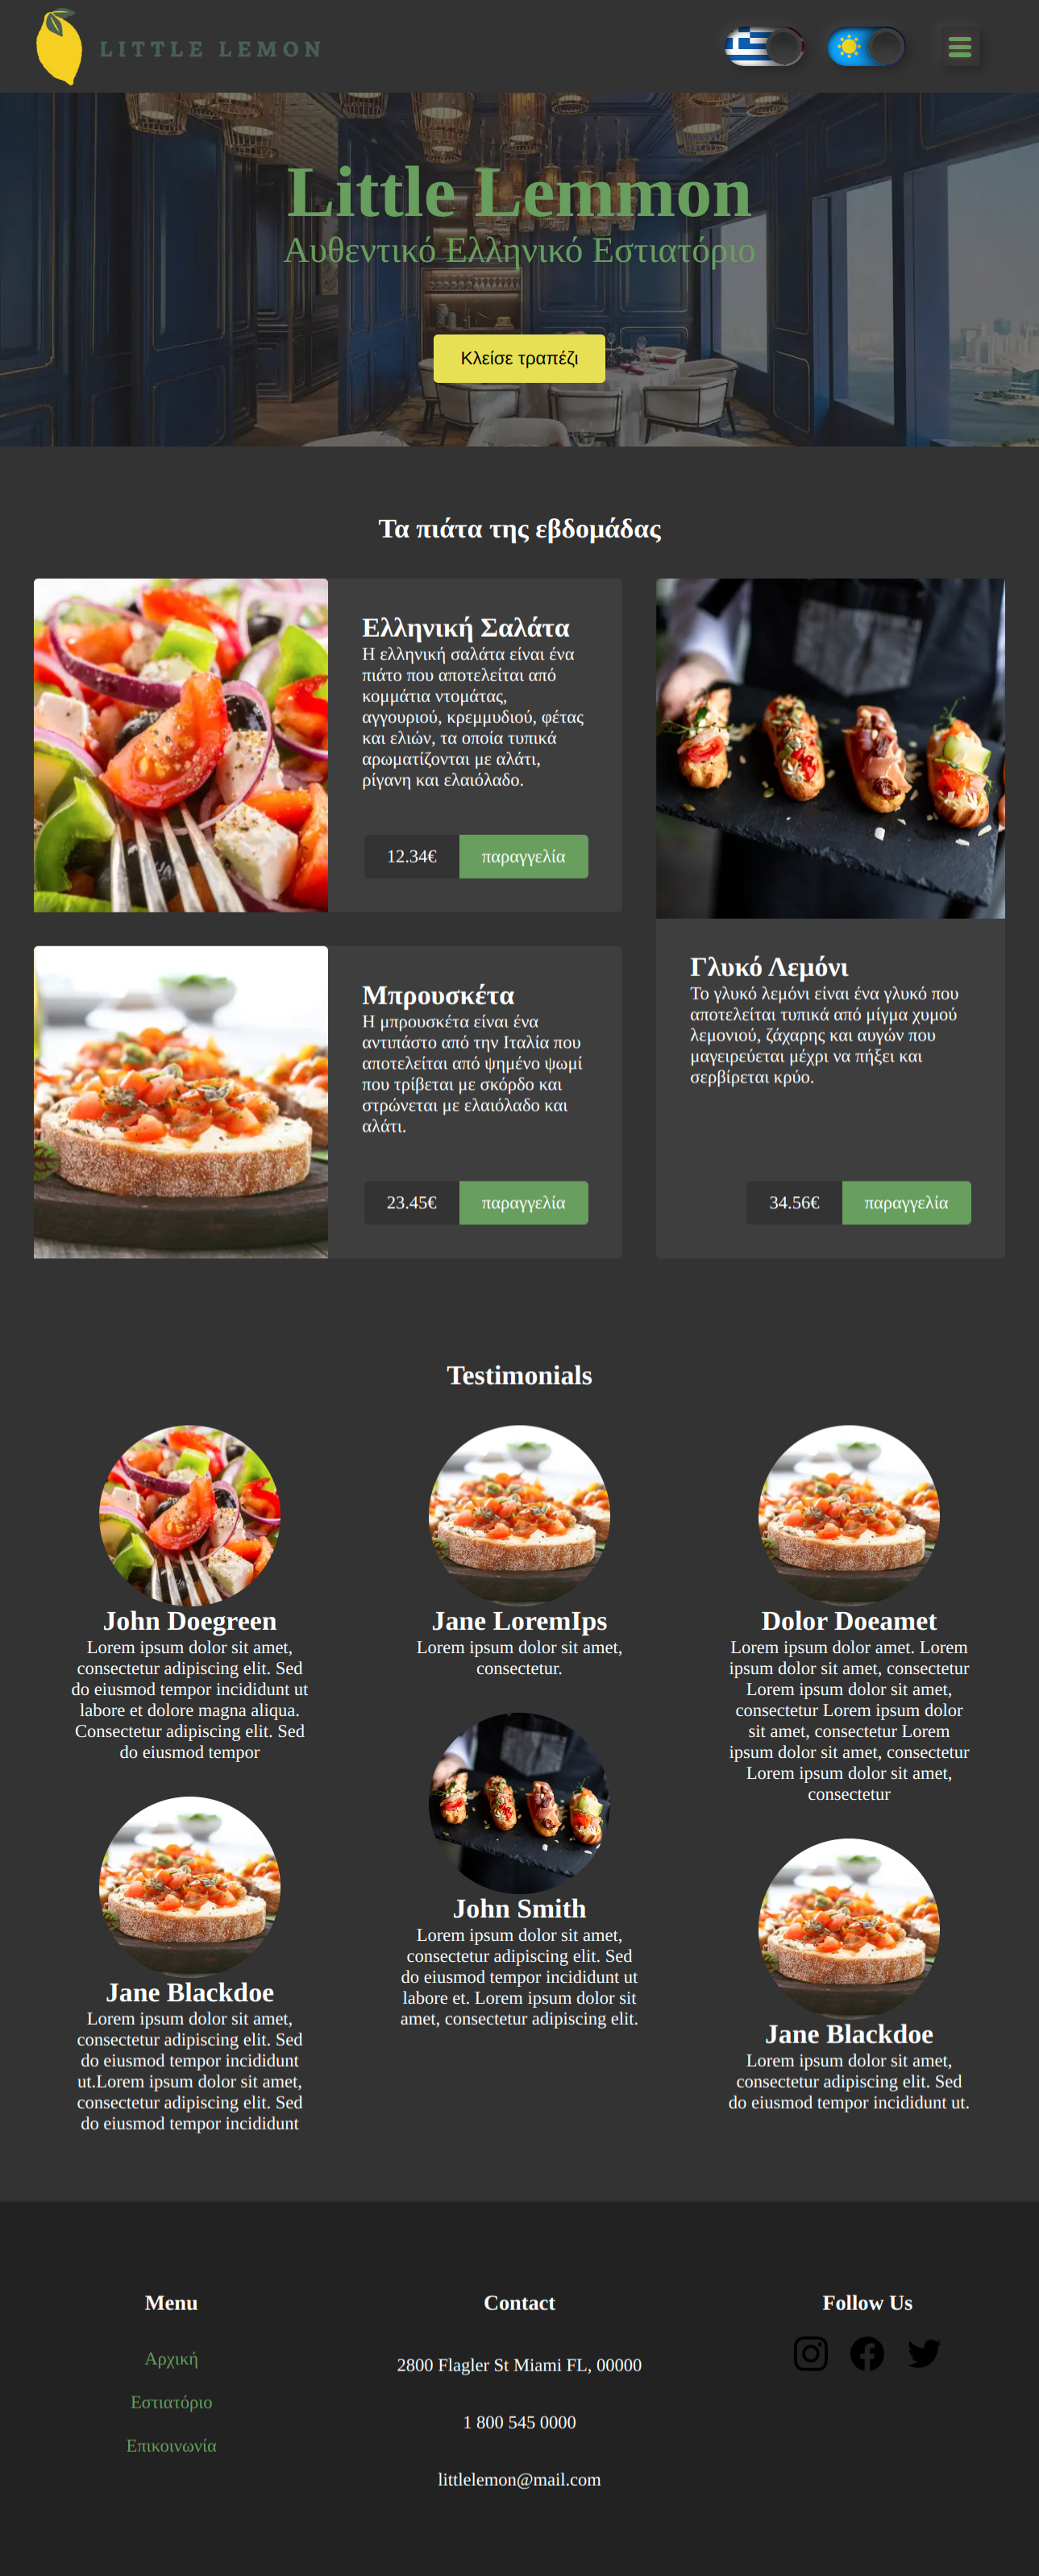 LITTLE LEMON
Little Lemmon
Αυθεντικό Ελληνικό Εστιατόριο
Κλείσε τραπέζι
Τα πιάτα της εβδομάδας
Ελληνική Σαλάτα
Η ελληνική σαλάτα είναι ένα
πιάτο που αποτελείται από
κομμάτια ντομάτας,
αγγουριού, κρεμμυδιού, φέτας
και ελιών, τα οποία τυπικά
αρωματίζονται με αλάτι,
ρίγανη και ελαιόλαδο.
12.34€
παραγγελία
Μπρουσκέτα
Η μπρουσκέτα είναι ένα
αντιπάστο από την Ιταλία που
αποτελείται από ψημένο ψωμί
που τρίβεται με σκόρδο και
στρώνεται με ελαιόλαδο και
αλάτι.
23.45€
παραγγελία
Γλυκό Λεμόνι
Το γλυκό λεμόνι είναι ένα γλυκό που
αποτελείται τυπικά από μίγμα χυμού
λεμονιού, ζάχαρης και αυγών που
μαγειρεύεται μέχρι να πήξει και
σερβίρεται κρύο.
34.56€
παραγγελία
Testimonials
John Doegreen
Lorem ipsum dolor sit amet,
consectetur adipiscing elit. Sed
do eiusmod tempor incididunt ut
labore et dolore magna aliqua.
Consectetur adipiscing elit. Sed
do eiusmod tempor
Jane Blackdoe
Lorem ipsum dolor sit amet,
consectetur adipiscing elit. Sed
do eiusmod tempor incididunt
ut.Lorem ipsum dolor sit amet,
consectetur adipiscing elit. Sed
do eiusmod tempor incididunt
Jane LoremIps
Lorem ipsum dolor sit amet,
consectetur.
John Smith
Lorem ipsum dolor sit amet,
consectetur adipiscing elit. Sed
do eiusmod tempor incididunt ut
labore et. Lorem ipsum dolor sit
amet, consectetur adipiscing elit.
Dolor Doeamet
Lorem ipsum dolor amet. Lorem
ipsum dolor sit amet, consectetur
Lorem ipsum dolor sit amet,
consectetur Lorem ipsum dolor
sit amet, consectetur Lorem
ipsum dolor sit amet, consectetur
Lorem ipsum dolor sit amet,
consectetur
Jane Blackdoe
Lorem ipsum dolor sit amet,
consectetur adipiscing elit. Sed
do eiusmod tempor incididunt ut.
Menu
Αρχική
Εστιατόριο
Επικοινωνία
Contact
2800 Flagler St Miami FL, 00000
1 800 545 0000
littlelemon@mail.com
Follow Us